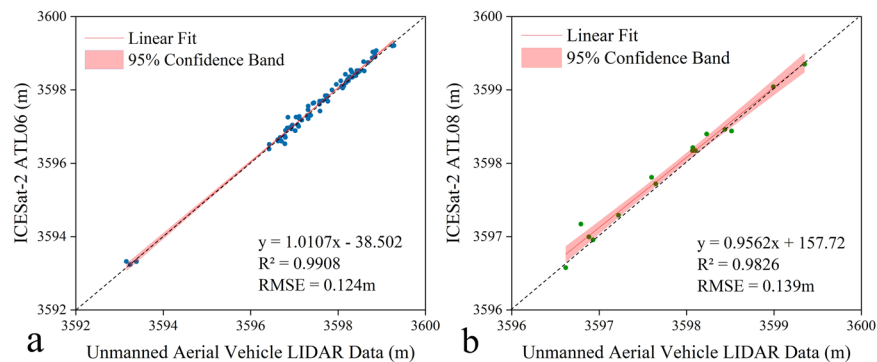 3600
3598
3596
3594
3592
ICESat-2 ATL06 (m)
Linear Fit
95% Confidence Band
y = 1.0107x - 38.502
R² = 0.9908
RMSE = 0.124m
3592 3594 3596 3598 3600
Unmanned Aerial Vehicle LIDAR Data (m)
a
3600
3599
3598
3597
3596
ICESat-2 ATL08 (m)
Linear Fit
95% Confidence Band
y = 0.9562x + 157.72
R² = 0.9826
RMSE = 0.139m
3596 3597 3598 3599 3600
Unmanned Aerial Vehicle LIDAR Data (m)
b